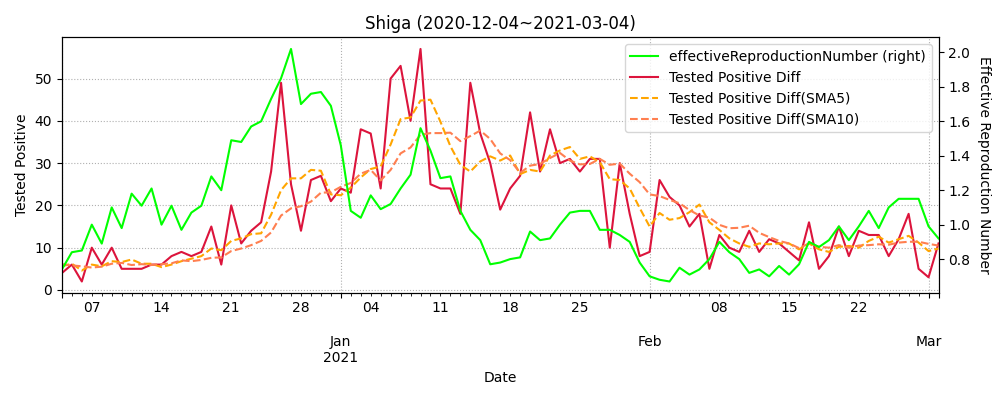 Shiga (2020-12-04~2021-03-04)
effectiveReproductionNumber (right)
Tested Positive Diff
Tested Positive Diff(SMA5)
Tested Positive Diff(SMA10)
Tested Positive
50
40
30
20
10
0
2.0
1.8
1.6
1.4
1.2
1.0
0.8
Effective Reproduction Number
07 14 21 28 04 11 18 25 08 15 22
Jan Feb Mar
2021
Date